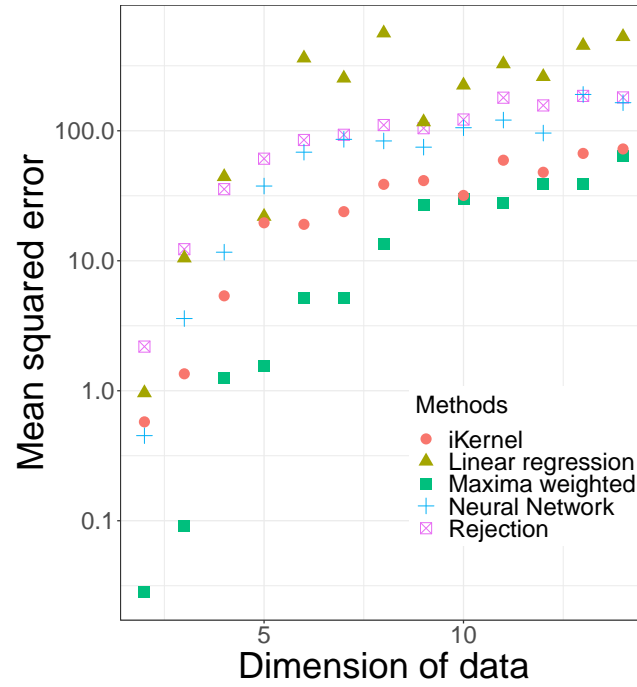 Mean squared error
100.0
10.0
1.0
0.1
Methods
iKernel
Linear regression
Maxima weighted
Neural Network
Rejection
5
10
Dimension of data